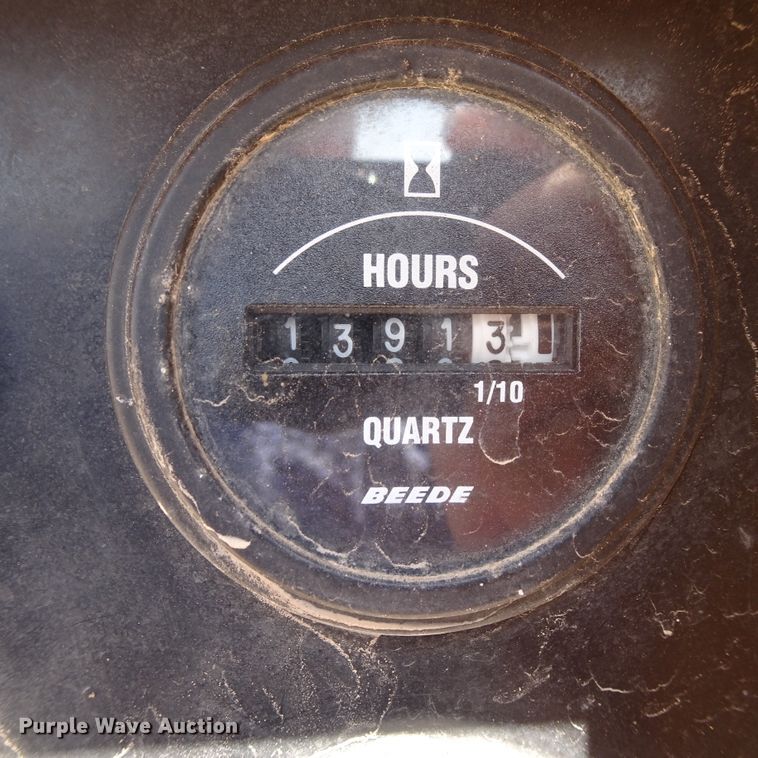 HOURS
13913
1/10
QUARTZ
BEEDE
Purple Wave Auction